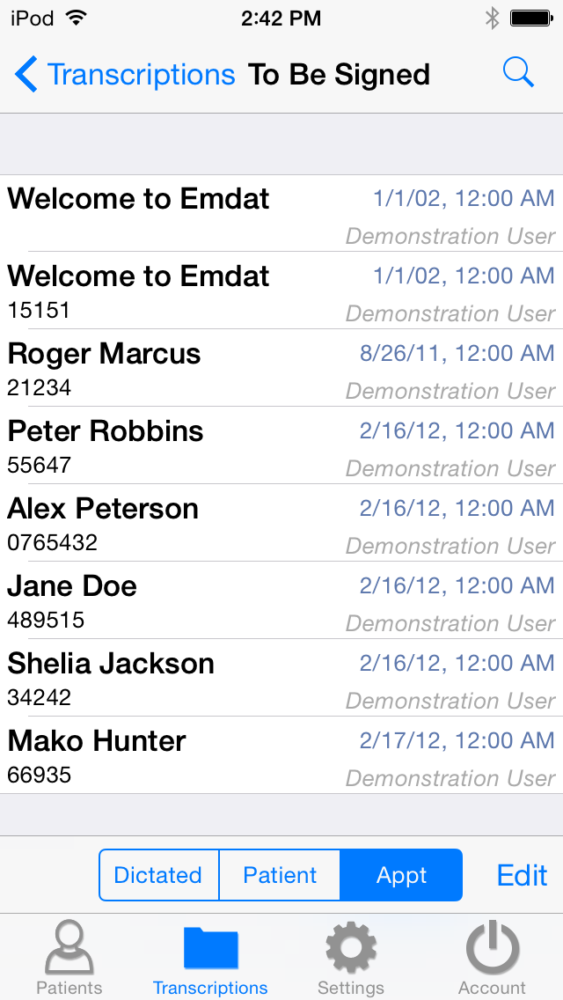 iPod 2:42 PM
Transcriptions To Be Signed
Welcome to Emdat 1/1/02, 12:00 AM
Demonstration User
Welcome to Emdat 1/1/02, 12:00 AM
15151 Demonstration User
Roger Marcus 8/26/11, 12:00 AM
21234 Demonstration User
Peter Robbins 2/16/12, 12:00 AM
55647 Demonstration User
Alex Peterson 2/16/12, 12:00 AM
0765432 Demonstration User
Jane Doe 2/16/12, 12:00 AM
489515 Demonstration User
Shelia Jackson 2/16/12, 12:00 AM
34242 Demonstration User
Mako Hunter 2/17/12, 12:00 AM
66935 Demonstration User
Dictated Patient Appt Edit
Patients Transcriptions Settings Account